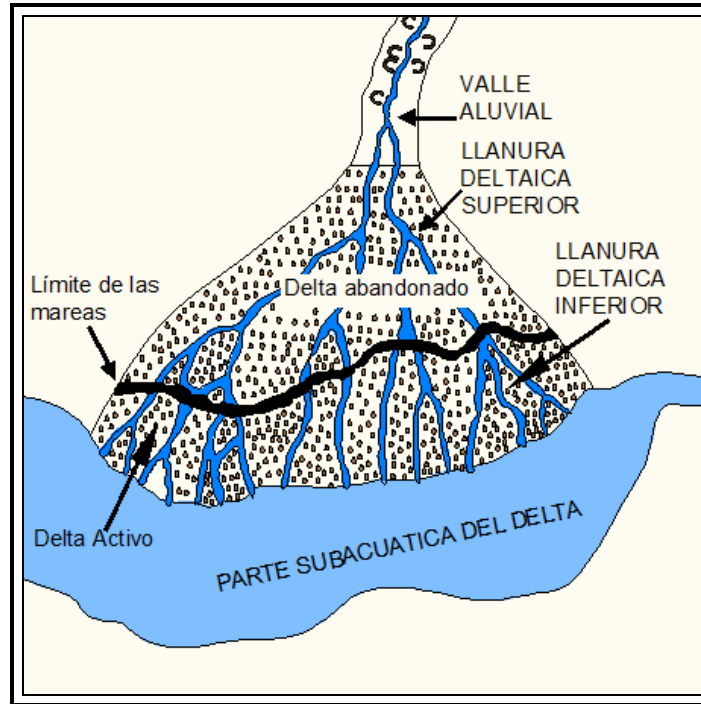 VALLE
ALUVIAL
LLANURA
DELTAICA
SUPERIOR
LLANURA
DELTAICA
INFERIOR
Límite de las
mareas
Delta abandonado
Delta Activo
PARTE SUBACUATICA DEL DELTA